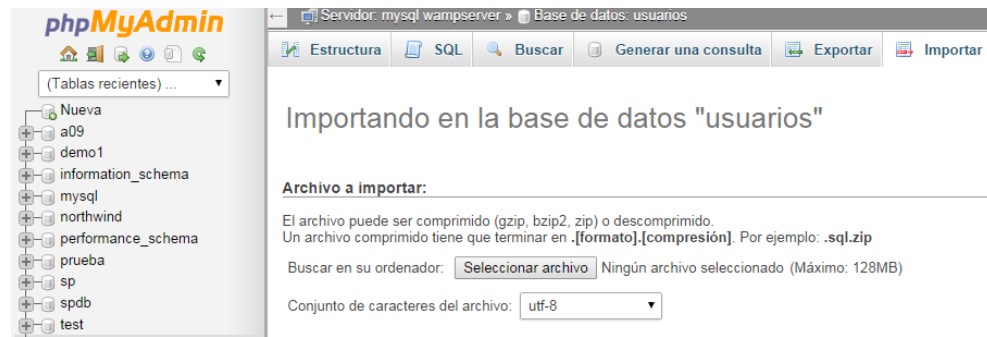 phpMyAdmin
(Tablas recientes) ...
Nueva
a09
demo1
information_schema
mysql
northwind
performance_schema
prueba
sp
spdb
test
Servidor: mysql wampserver » Base de datos: usuarios
Estructura SQL Buscar Generar una consulta Exportar Importar
Importando en la base de datos "usuarios"
Archivo a importar:
El archivo puede ser comprimido (gzip, bzip2, zip) o descomprimido.
Un archivo comprimido tiene que terminar en .[formato].[compresión]. Por ejemplo: .sql.zip
Buscar en su ordenador: Seleccionar archivo Ningún archivo seleccionado (Máximo: 128MB)
Conjunto de caracteres del archivo: utf-8